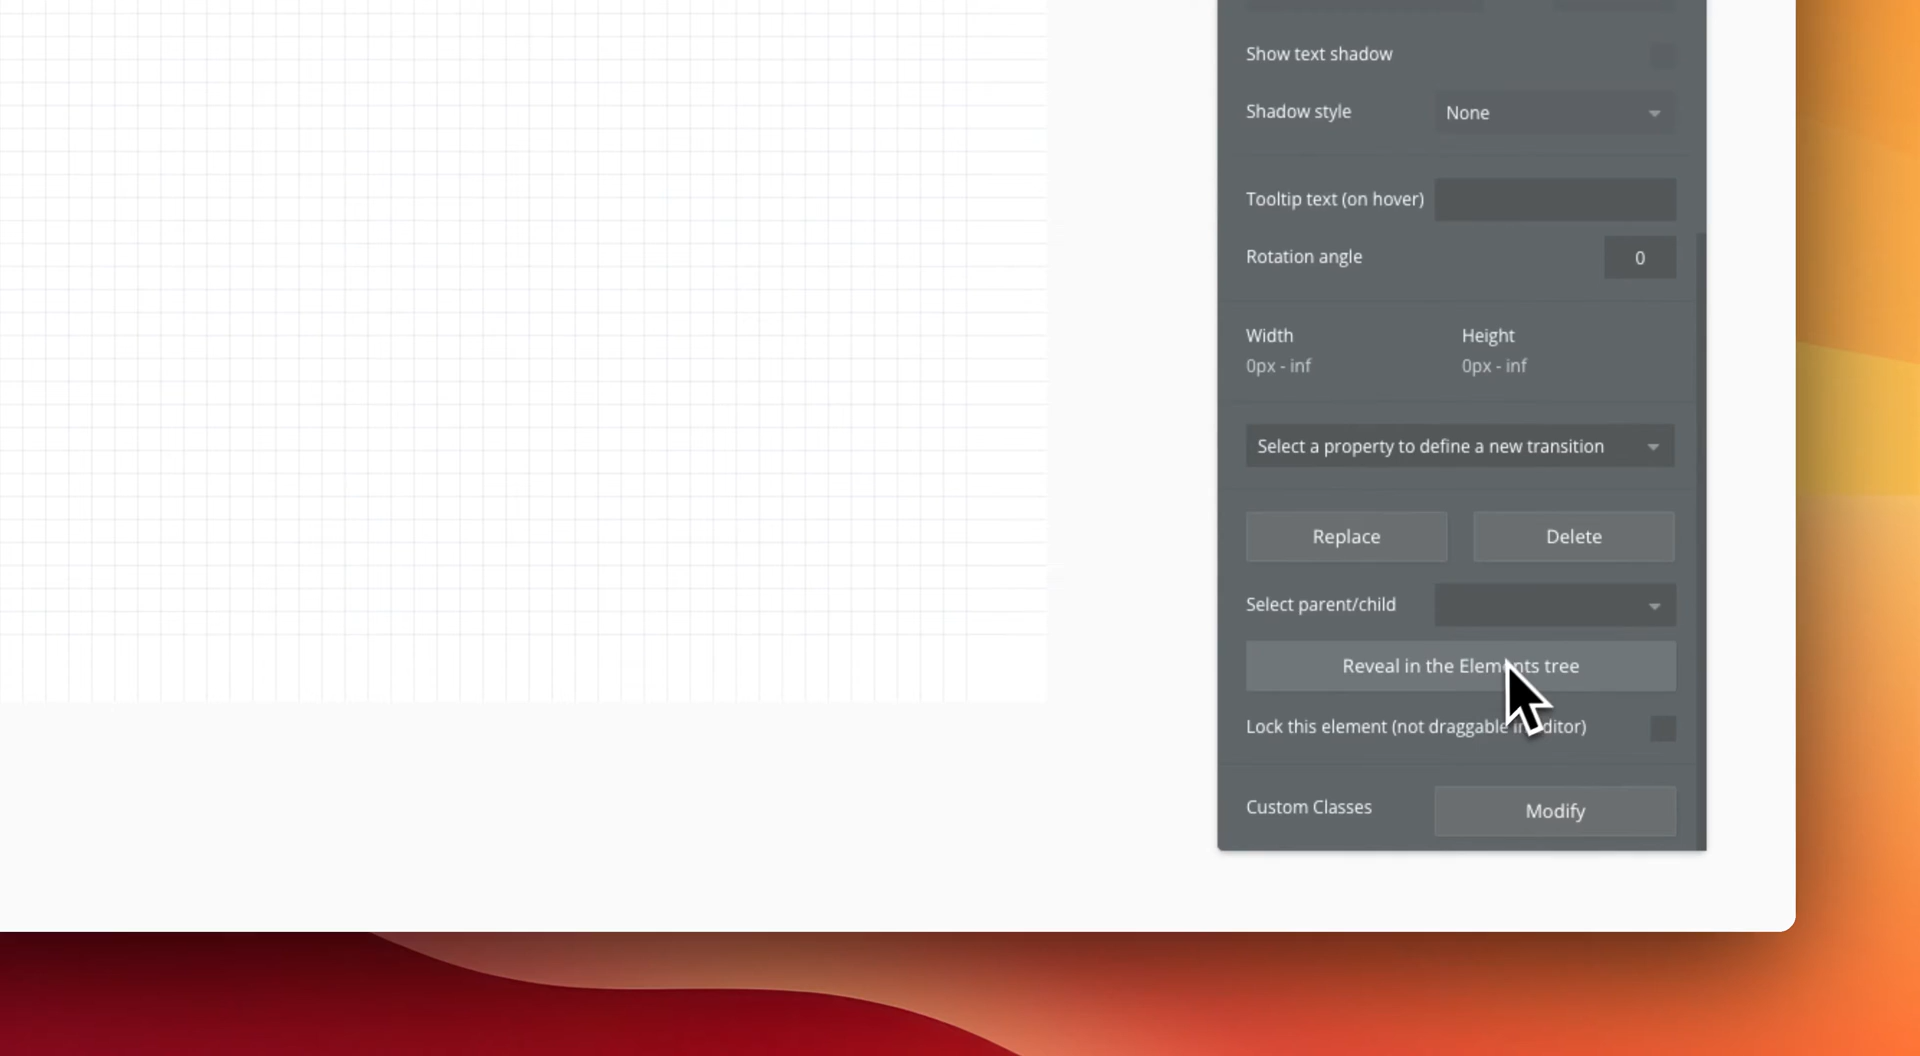 Show text shadow
Shadow style None
Tooltip text (on hover)
Rotation angle 0
Width Height
0px - inf 0px - inf
Select a property to define a new transition
Replace Delete
Select parent/child
Reveal in the Elements tree
Lock this element (not draggable in editor)
Custom Classes Modify